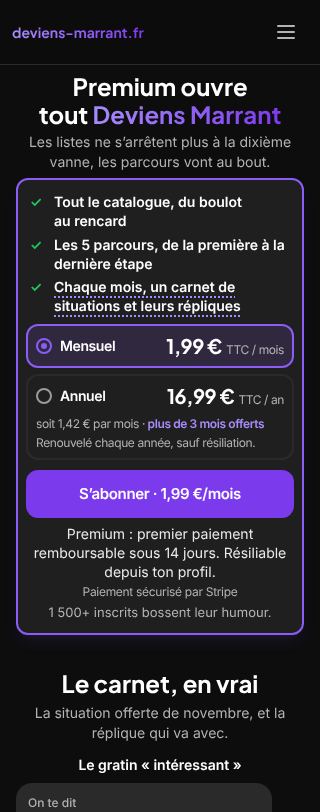 deviens-marrant.fr
Premium ouvre
tout Deviens Marrant
Les listes ne s’arrêtent plus à la dixième
vanne, les parcours vont au bout.
Tout le catalogue, du boulot
au rencard
Les 5 parcours, de la première à la
dernière étape
Chaque mois, un carnet de
situations et leurs répliques
Mensuel 1,99 € TTC / mois
Annuel 16,99 € TTC / an
soit 1,42 € par mois · plus de 3 mois offerts
Renouvelé chaque année, sauf résiliation.
S’abonner · 1,99 €/mois
Premium : premier paiement
remboursable sous 14 jours. Résiliable
depuis ton profil.
Paiement sécurisé par Stripe
1 500+ inscrits bossent leur humour.
Le carnet, en vrai
La situation offerte de novembre, et la
réplique qui va avec.
Le gratin « intéressant »
On te dit